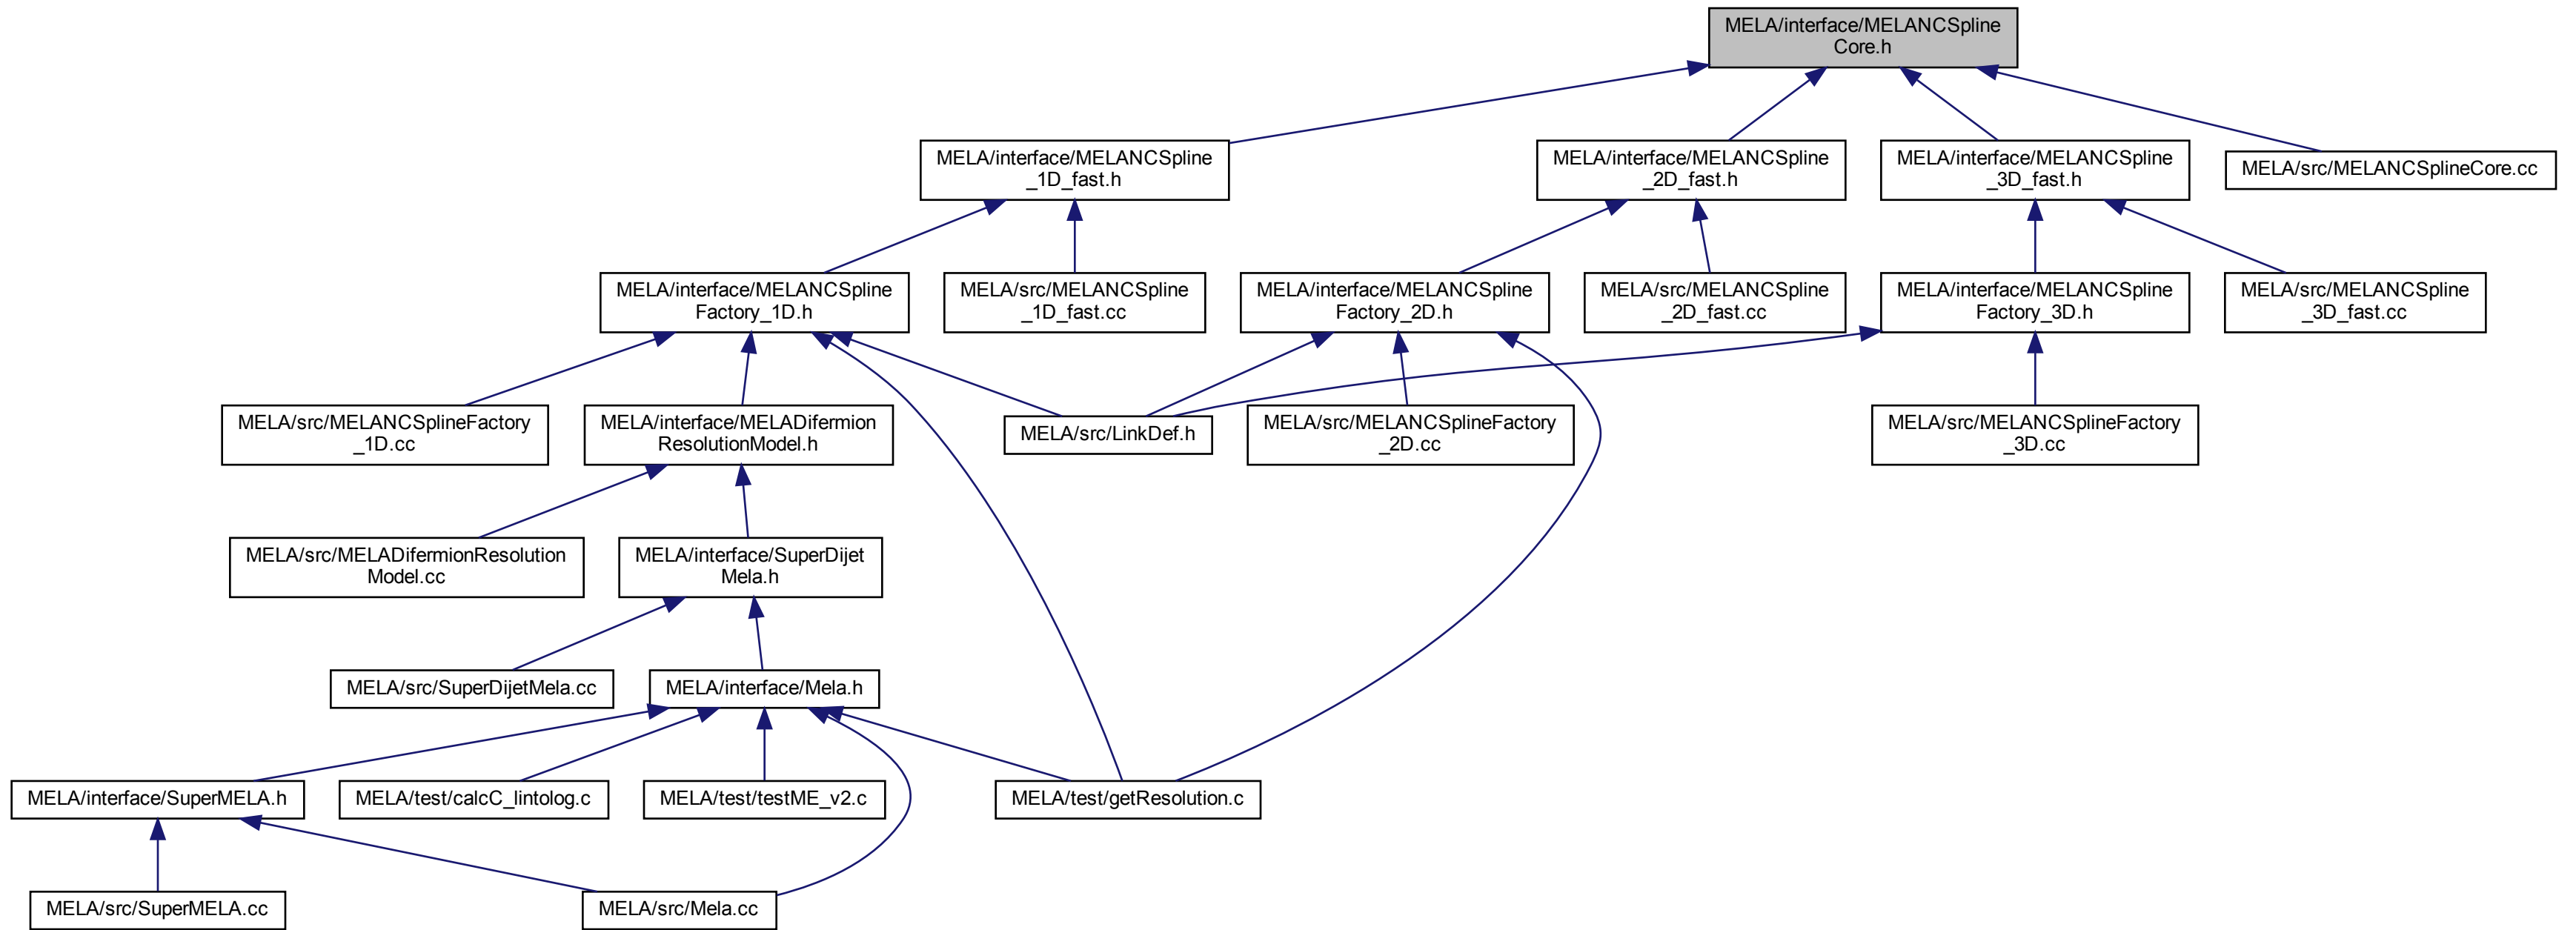 MELA/interface/MELANCSpline
Core.h
MELA/interface/MELANCSpline
_1D_fast.h
MELA/interface/MELANCSpline
_2D_fast.h
MELA/interface/MELANCSpline
_3D_fast.h
MELA/src/MELANCSplineCore.cc
MELA/interface/MELANCSpline
Factory_1D.h
MELA/src/MELANCSpline
_1D_fast.cc
MELA/interface/MELANCSpline
Factory_2D.h
MELA/src/MELANCSpline
_2D_fast.cc
MELA/interface/MELANCSpline
Factory_3D.h
MELA/src/MELANCSpline
_3D_fast.cc
MELA/src/MELANCSplineFactory
_1D.cc
MELA/interface/MELADifermion
ResolutionModel.h
MELA/src/LinkDef.h
MELA/src/MELANCSplineFactory
_2D.cc
MELA/src/MELANCSplineFactory
_3D.cc
MELA/src/MELADifermionResolution
Model.cc
MELA/interface/SuperDijet
Mela.h
MELA/src/SuperDijetMela.cc
MELA/interface/Mela.h
MELA/interface/SuperMELA.h
MELA/test/calcC_lintolog.c
MELA/test/testME_v2.c
MELA/test/getResolution.c
MELA/src/SuperMELA.cc
MELA/src/Mela.cc